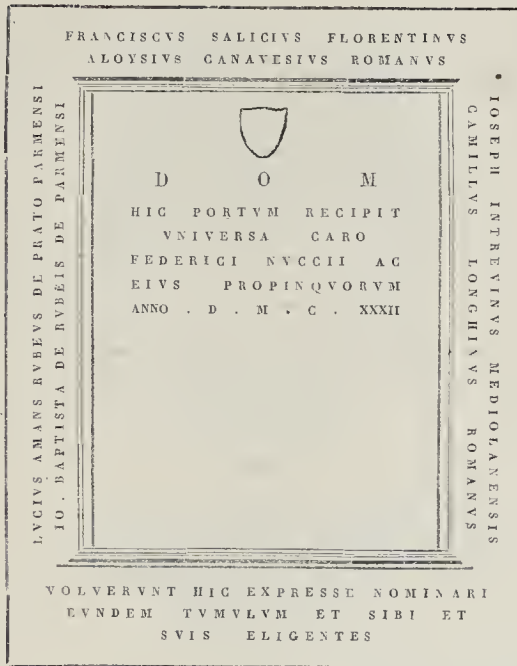 FRANCISCVS SALICIVS FLORENTINVS
ALOYSIVS CANAVESIVS ROMANVS
LVCIVS AMANS RVBEVS DE PRATO PARMENSI
IO . BAPTISTA DE RVBEIS DE PARMENSI
D O M
HIC PORTVM RECIPIT
VNIVERSA CARO
FEDERICI NVCCII AC
EIVS PROPINQVORVM
ANNO . D . M . C . XXXII
IOSEPH INTREVINVS MEDIOLANENSIS
CAMILLVS LONGHINVS ROMANVS
VOLVERVNT HIC EXPRESSE NOMINARI
EVNDEM TVMVLVM ET SIBI ET
SVIS ELIGENTES